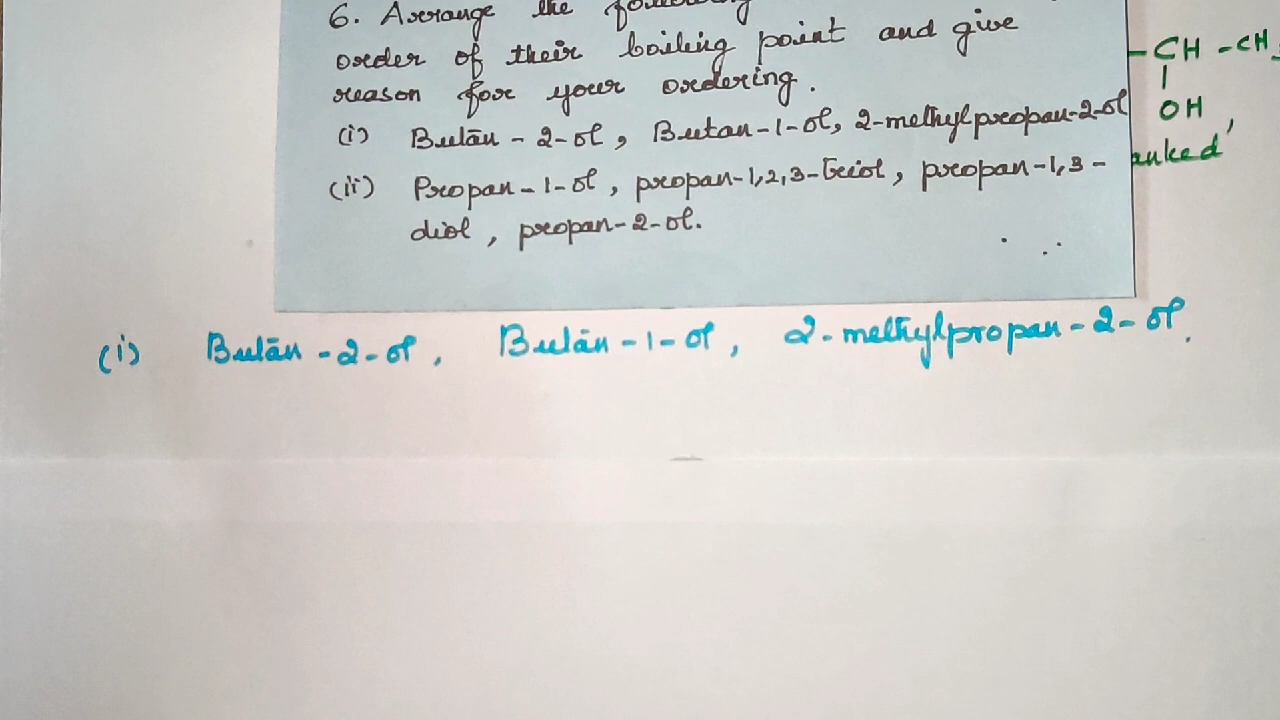 6. Arrange the following
order of their boiling point and give
reason for your ordering.
(i) Butan-2-ol, Butan-1-ol, 2-methylpropan-2-ol
(ii) Propan-1-ol, propan-1,2,3-triol, propan-1,3-
diol, propan-2-ol.
-CH-CH
OH,
(i) Butan-2-ol, Butan-1-ol, 2-methylpropan-2-ol.